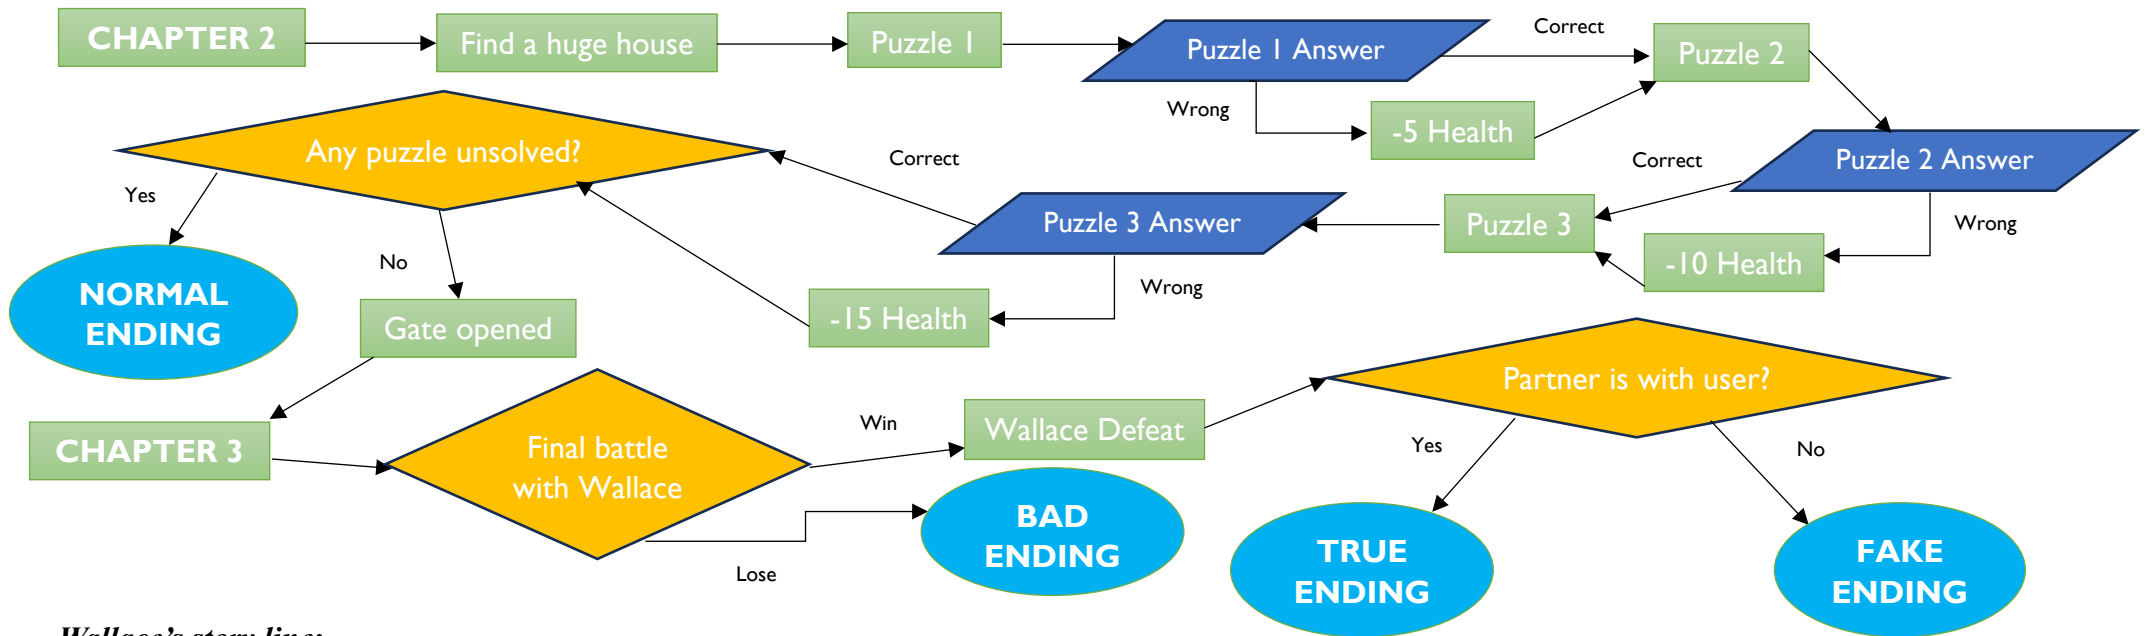 CHAPTER 2
Find a huge house
Puzzle 1
Puzzle 1 Answer
Correct
Puzzle 2
Wrong
-5 Health
Puzzle 2 Answer
Correct
Wrong
-10 Health
Puzzle 3
Puzzle 3 Answer
Correct
Wrong
-15 Health
Any puzzle unsolved?
Yes
NORMAL
ENDING
No
Gate opened
CHAPTER 3
Final battle
with Wallace
Win
Wallace Defeat
Lose
BAD
ENDING
Partner is with user?
Yes
TRUE
ENDING
No
FAKE
ENDING
Wallace's story line: